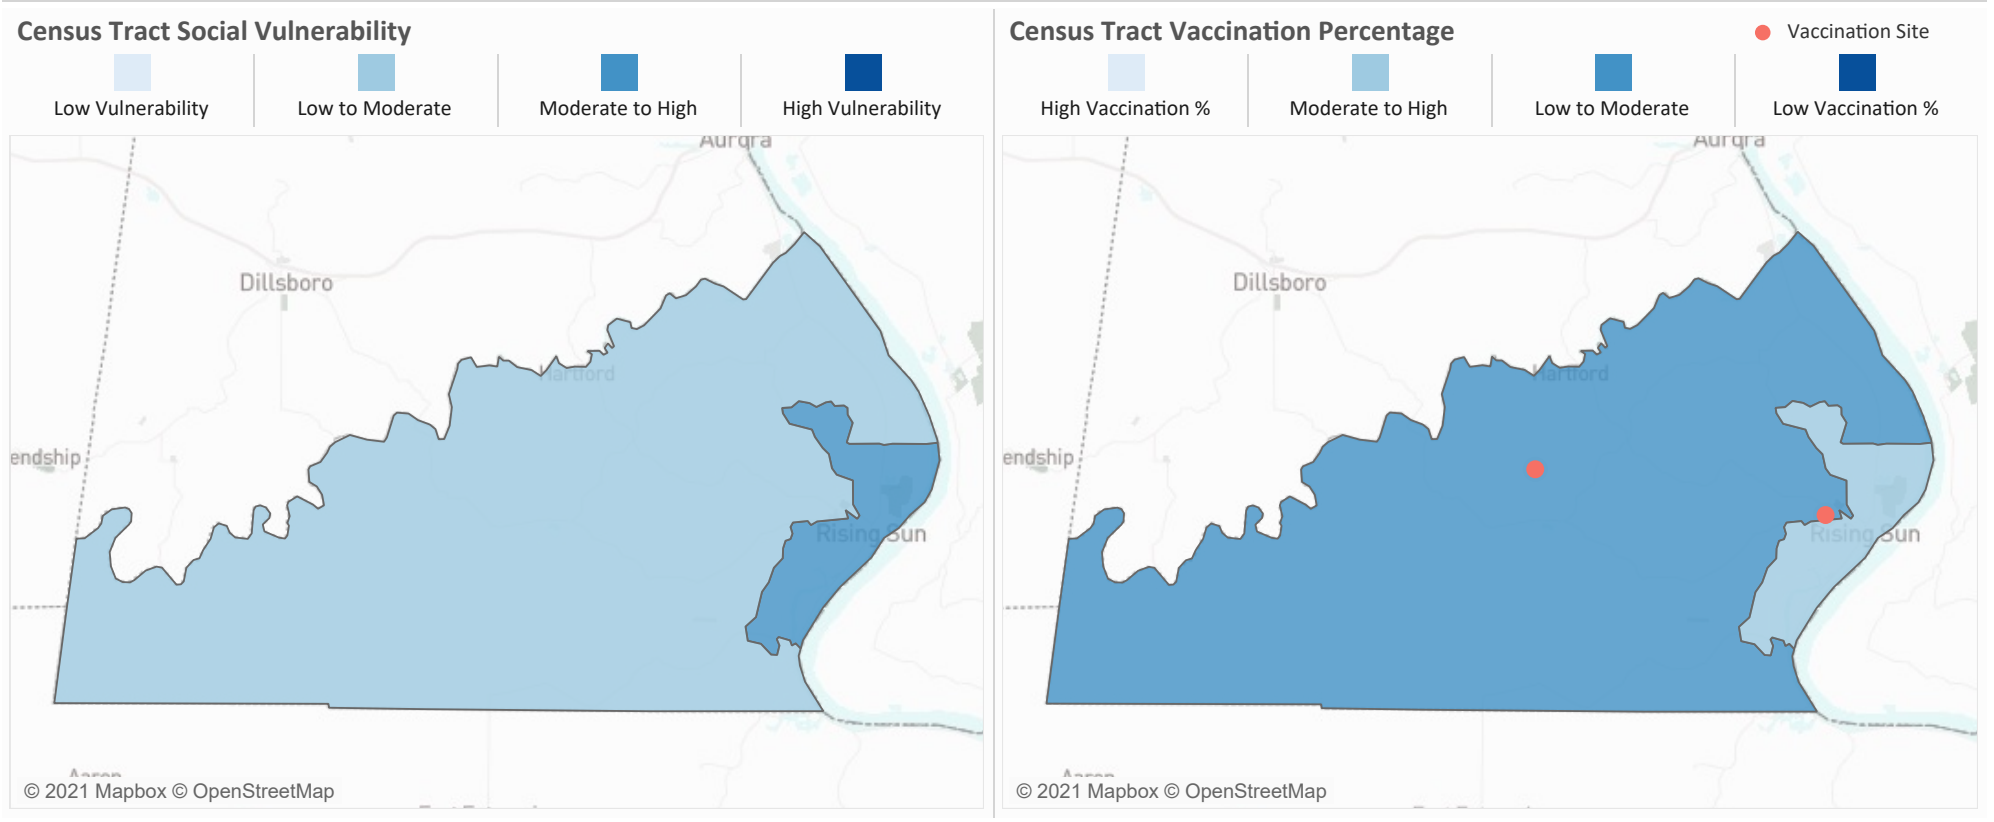 Census Tract Social Vulnerability
Low Vulnerability
Low to Moderate
Moderate to High
High Vulnerability
Aurora
Dillsboro
Hartford
endship
Rising Sun
© 2021 Mapbox © OpenStreetMap
Census Tract Vaccination Percentage
Vaccination Site
High Vaccination %
Moderate to High
Low to Moderate
Low Vaccination %
Aurora
Dillsboro
Hartford
endship
Rising Sun
© 2021 Mapbox © OpenStreetMap